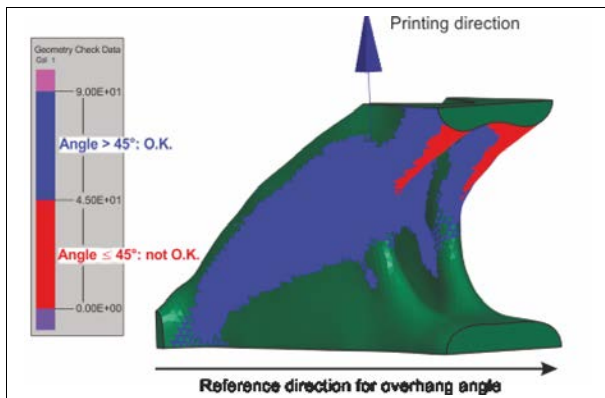 Printing direction
Geometry Check Data
Col 1
9.00E+01
Angle > 45°: O.K.
4.50E+01
Angle ≤ 45°: not O.K.
0.00E+00
Reference direction for overhang angle